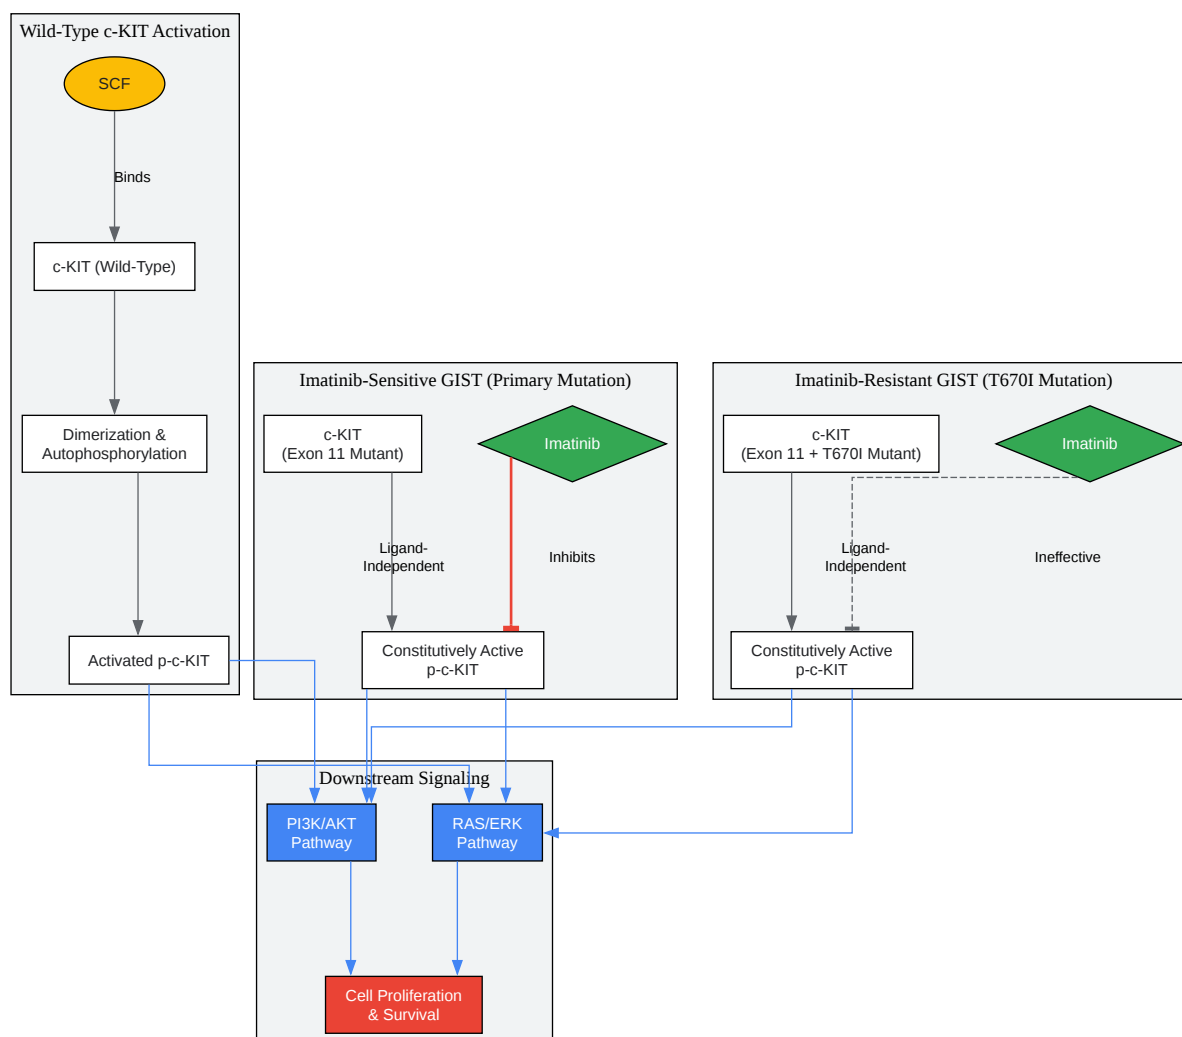 Wild-Type c-KIT Activation
SCF
Binds
c-KIT (Wild-Type)
Dimerization &
Autophosphorylation
Activated p-c-KIT
Imatinib-Sensitive GIST (Primary Mutation)
c-KIT
(Exon 11 Mutant)
Imatinib
Ligand-
Independent
Inhibits
Constitutively Active
p-c-KIT
Imatinib-Resistant GIST (T670I Mutation)
c-KIT
(Exon 11 + T670I Mutant)
Imatinib
Ligand-
Independent
Ineffective
Constitutively Active
p-c-KIT
Downstream Signaling
PI3K/AKT
Pathway
RAS/ERK
Pathway
Cell Proliferation
& Survival